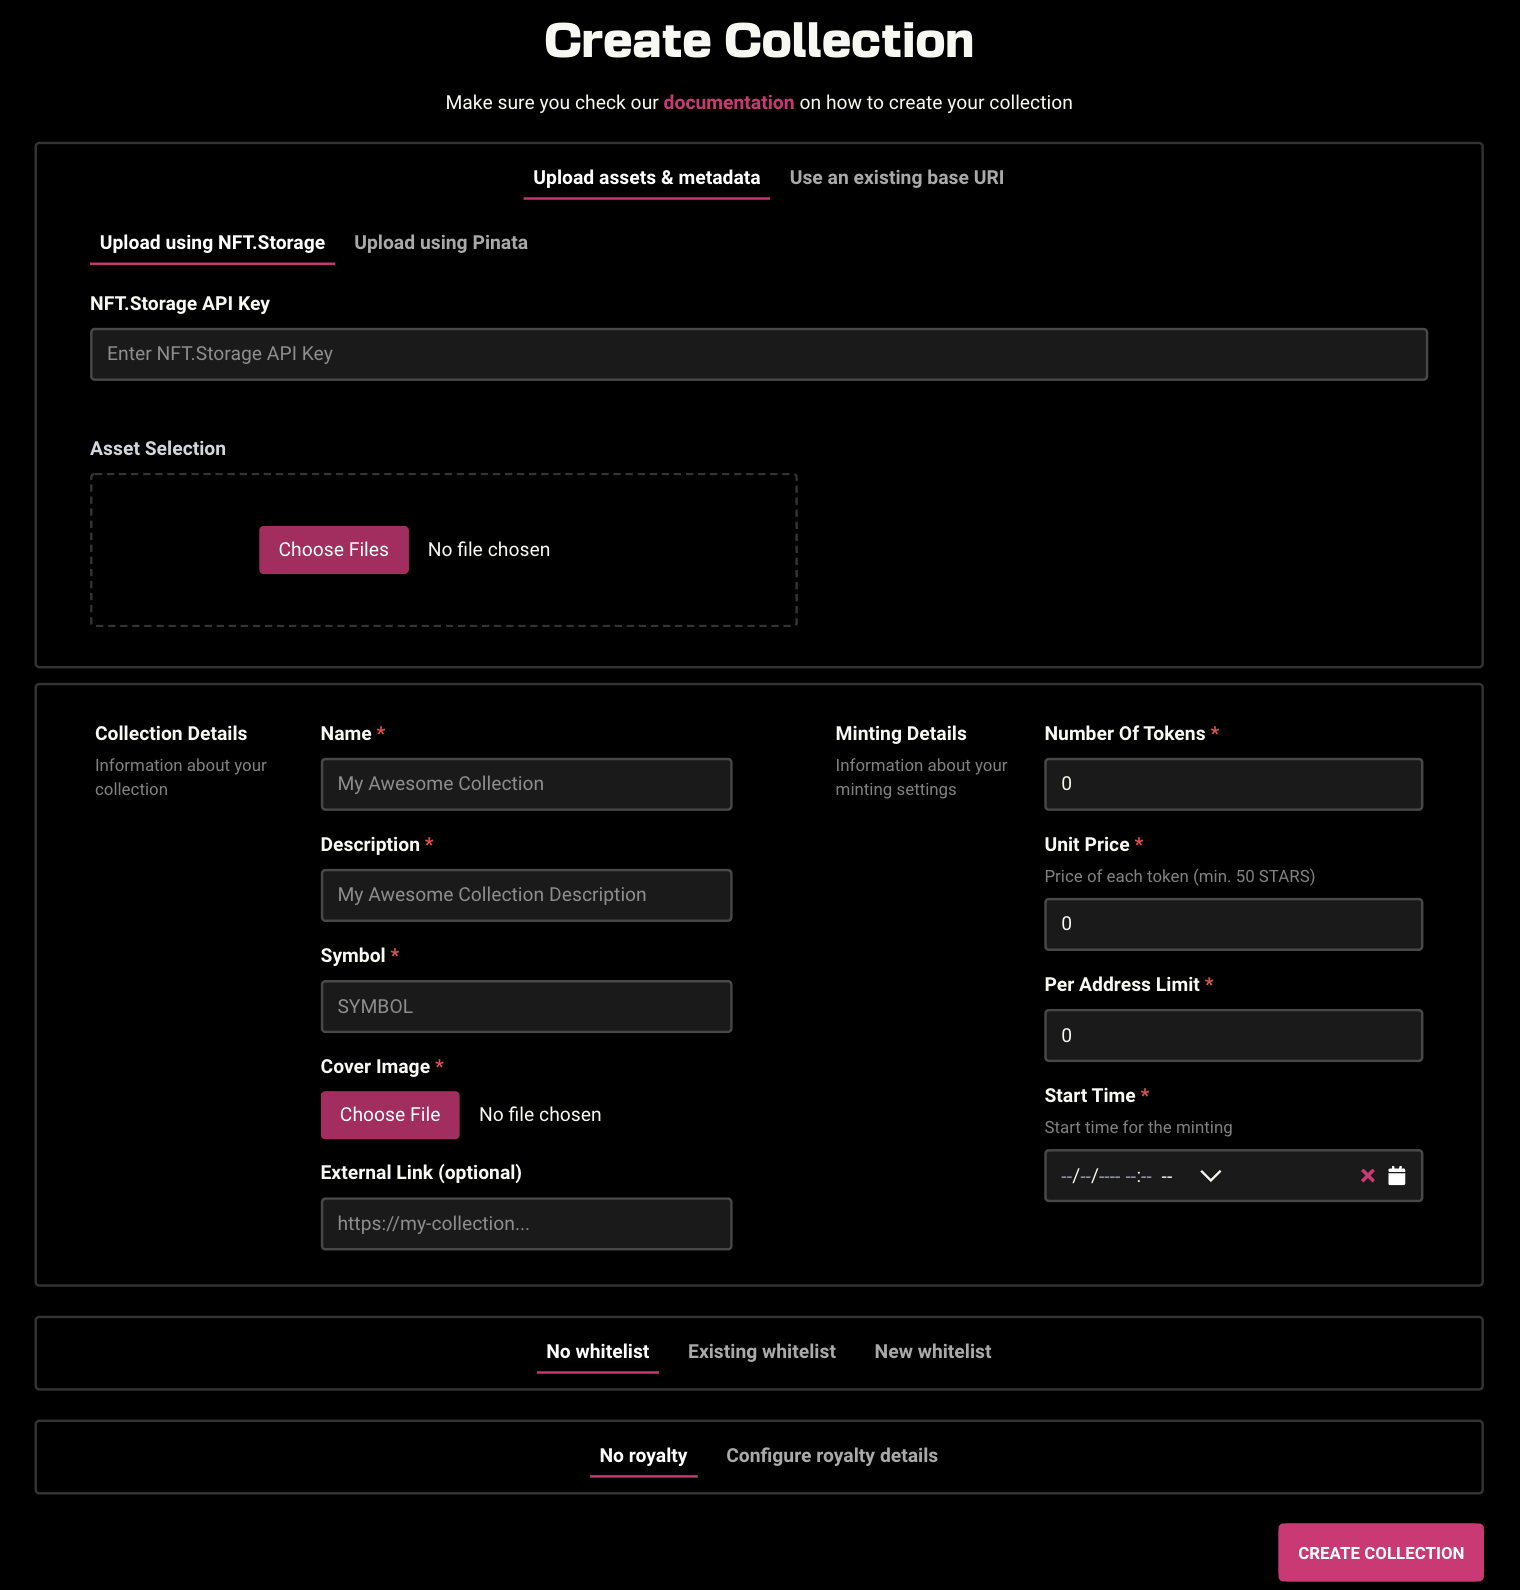 Create Collection
Make sure you check our documentation on how to create your collection
Upload assets & metadata
Use an existing base URI
Upload using NFT.Storage
Upload using Pinata
NFT.Storage API Key
Enter NFT.Storage API Key
Asset Selection
Choose Files
No file chosen
Collection Details
Information about your
collection
Name *
My Awesome Collection
Description *
My Awesome Collection Description
Symbol *
SYMBOL
Cover Image *
Choose File
No file chosen
External Link (optional)
https://my-collection...
Minting Details
Information about your
minting settings
Number Of Tokens *
0
Unit Price *
Price of each token (min. 50 STARS)
0
Per Address Limit *
0
Start Time *
Start time for the minting
--/--/---- --:-- --
No whitelist
Existing whitelist
New whitelist
No royalty
Configure royalty details
CREATE COLLECTION